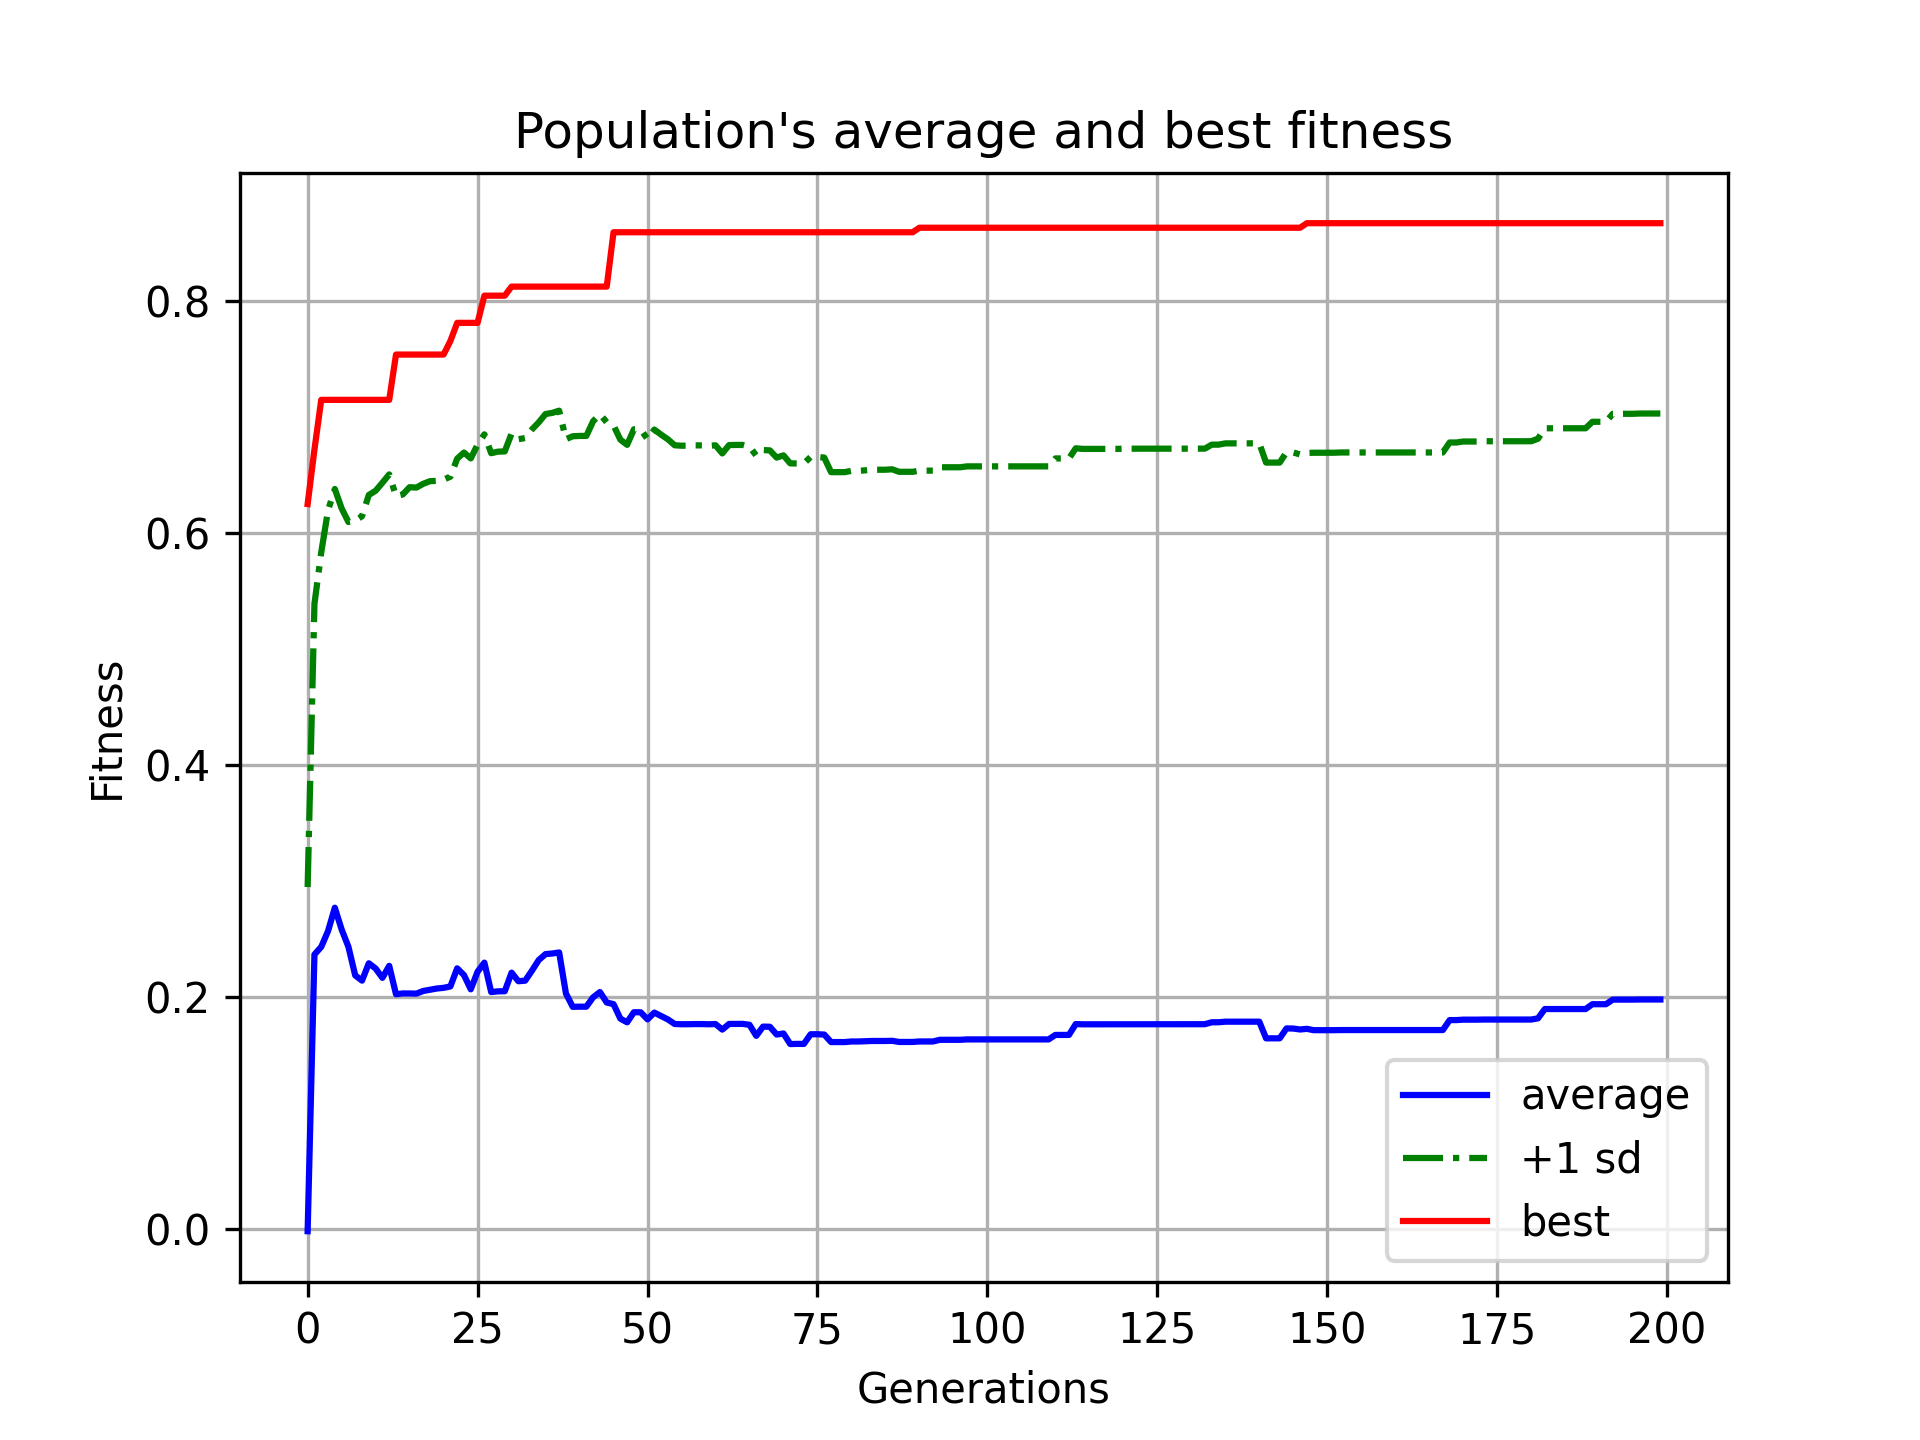 Population's average and best fitness
Fitness
0.8
0.6
0.4
0.2
0.0
average
+1 sd
best
0 25 50 75 100 125 150 175 200
Generations